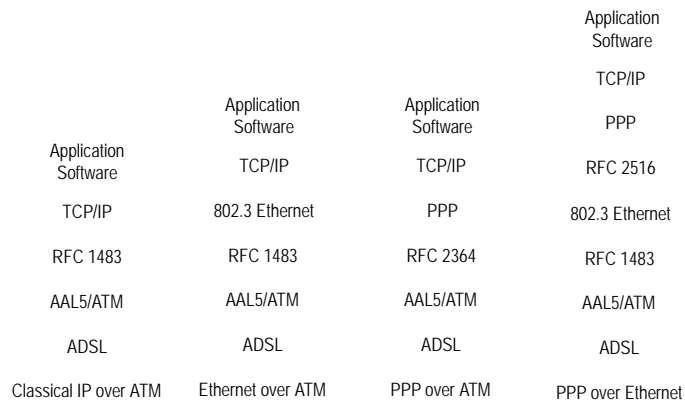 Application
Software
TCP/IP
RFC 1483
AAL5/ATM
ADSL
Classical IP over ATM
Application
Software
TCP/IP
802.3 Ethernet
RFC 1483
AAL5/ATM
ADSL
Ethernet over ATM
Application
Software
TCP/IP
PPP
RFC 2364
AAL5/ATM
ADSL
PPP over ATM
Application
Software
TCP/IP
PPP
RFC 2516
802.3 Ethernet
RFC 1483
AAL5/ATM
ADSL
PPP over Ethernet